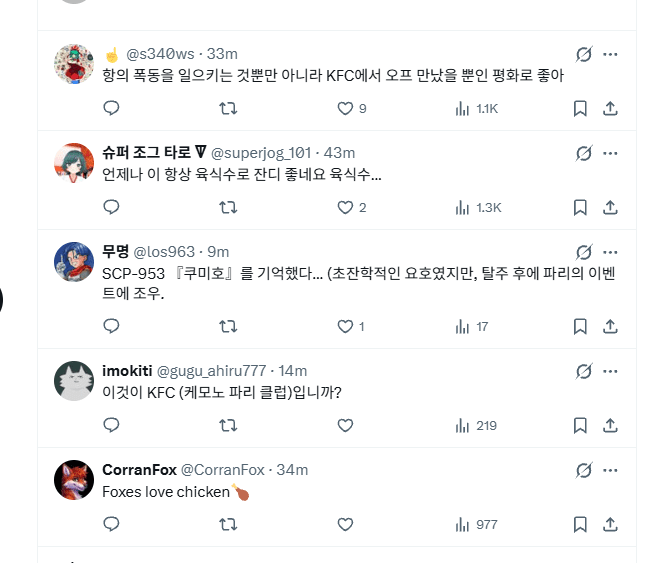 ☝ @s340ws · 33m
항의 폭동을 일으키는 것뿐만 아니라 KFC에서 오프 만났을 뿐인 평화로 좋아
9 1.1K
슈퍼 조그 타로 ∇ @superjog_101 · 43m
언제나 이 항상 육식수로 잔디 좋네요 육식수...
2 1.3K
무명 @los963 · 9m
SCP-953 『쿠미호』를 기억했다... (초잔학적인 요호였지만, 탈주 후에 파리의 이벤
트에 조우.
1 17
imokiti @gugu_ahiru777 · 14m
이것이 KFC (케모노 파리 클럽)입니까?
219
CorranFox @CorranFox · 34m
Foxes love chicken🍗
977